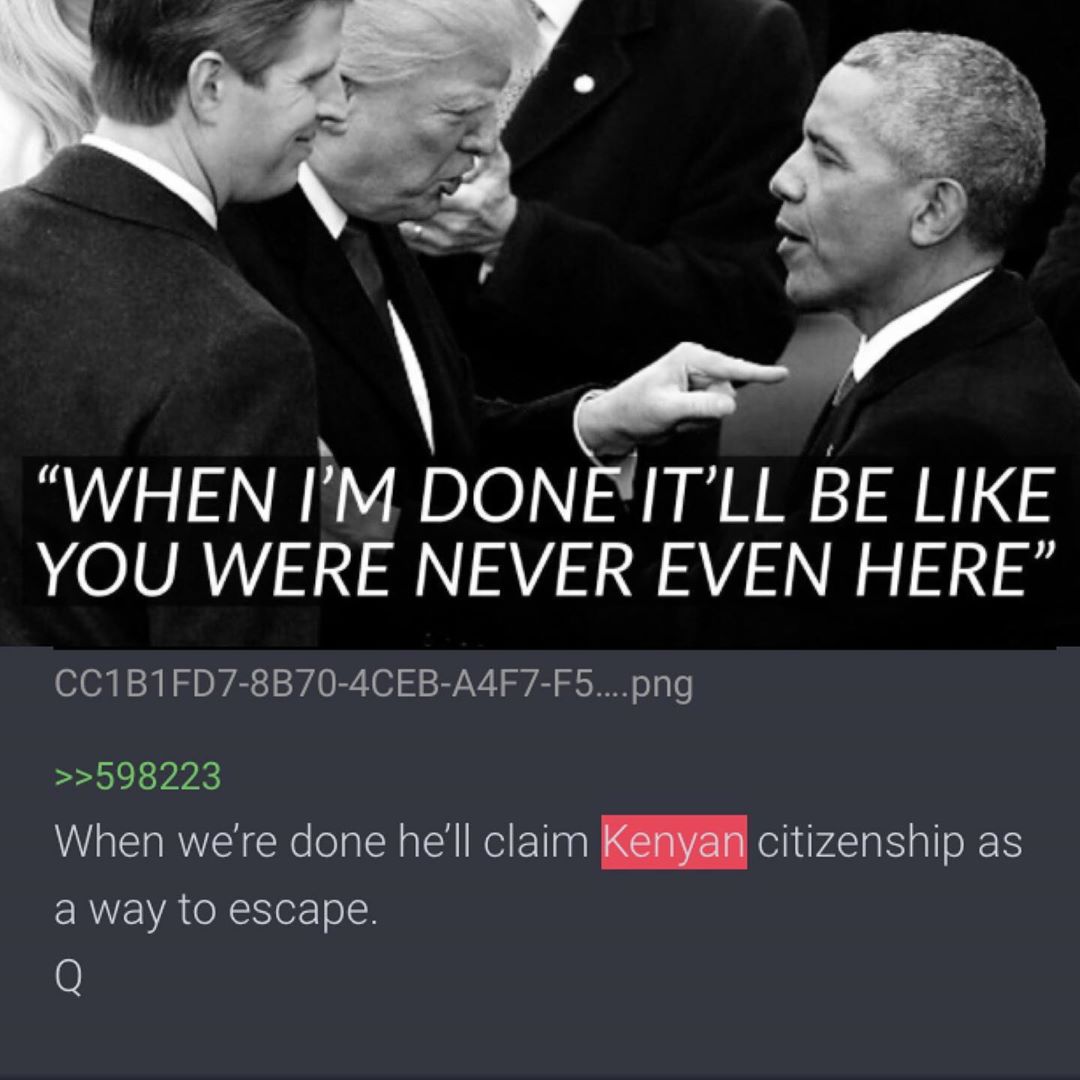 “WHEN I’M DONE IT’LL BE LIKE
YOU WERE NEVER EVEN HERE”
CC1B1FD7-8B70-4CEB-A4F7-F5....png
>>598223
When we’re done he’ll claim Kenyan citizenship as
a way to escape.
Q